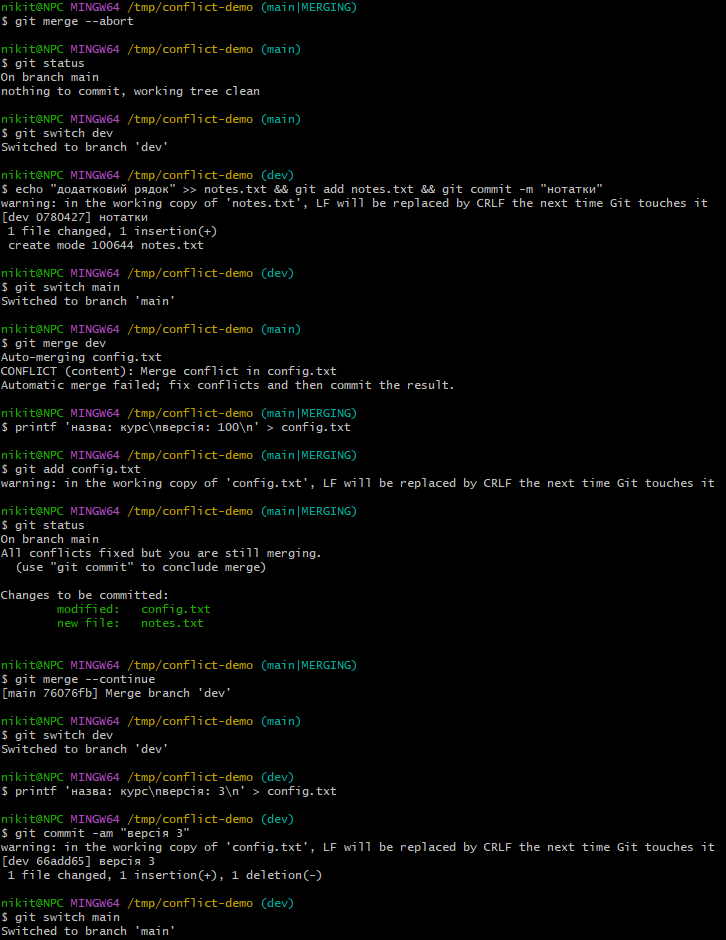 nikit@NPC MINGW64 /tmp/conflict-demo (main|MERGING)
$ git merge --abort

nikit@NPC MINGW64 /tmp/conflict-demo (main)
$ git status
On branch main
nothing to commit, working tree clean

nikit@NPC MINGW64 /tmp/conflict-demo (main)
$ git switch dev
Switched to branch 'dev'

nikit@NPC MINGW64 /tmp/conflict-demo (dev)
$ echo "додатковий рядок" >> notes.txt && git add notes.txt && git commit -m "нотатки"
warning: in the working copy of 'notes.txt', LF will be replaced by CRLF the next time Git touches it
[dev 0780427] нотатки
 1 file changed, 1 insertion(+)
 create mode 100644 notes.txt

nikit@NPC MINGW64 /tmp/conflict-demo (dev)
$ git switch main
Switched to branch 'main'

nikit@NPC MINGW64 /tmp/conflict-demo (main)
$ git merge dev
Auto-merging config.txt
CONFLICT (content): Merge conflict in config.txt
Automatic merge failed; fix conflicts and then commit the result.

nikit@NPC MINGW64 /tmp/conflict-demo (main|MERGING)
$ printf 'назва: курс\nверсія: 100\n' > config.txt

nikit@NPC MINGW64 /tmp/conflict-demo (main|MERGING)
$ git add config.txt
warning: in the working copy of 'config.txt', LF will be replaced by CRLF the next time Git touches it

nikit@NPC MINGW64 /tmp/conflict-demo (main|MERGING)
$ git status
On branch main
All conflicts fixed but you are still merging.
  (use "git commit" to conclude merge)

Changes to be committed:
        modified:   config.txt
        new file:   notes.txt

nikit@NPC MINGW64 /tmp/conflict-demo (main|MERGING)
$ git merge --continue
[main 76076fb] Merge branch 'dev'

nikit@NPC MINGW64 /tmp/conflict-demo (main)
$ git switch dev
Switched to branch 'dev'

nikit@NPC MINGW64 /tmp/conflict-demo (dev)
$ printf 'назва: курс\nверсія: 3\n' > config.txt

nikit@NPC MINGW64 /tmp/conflict-demo (dev)
$ git commit -am "версія 3"
warning: in the working copy of 'config.txt', LF will be replaced by CRLF the next time Git touches it
[dev 66add65] версія 3
 1 file changed, 1 insertion(+), 1 deletion(-)

nikit@NPC MINGW64 /tmp/conflict-demo (dev)
$ git switch main
Switched to branch 'main'